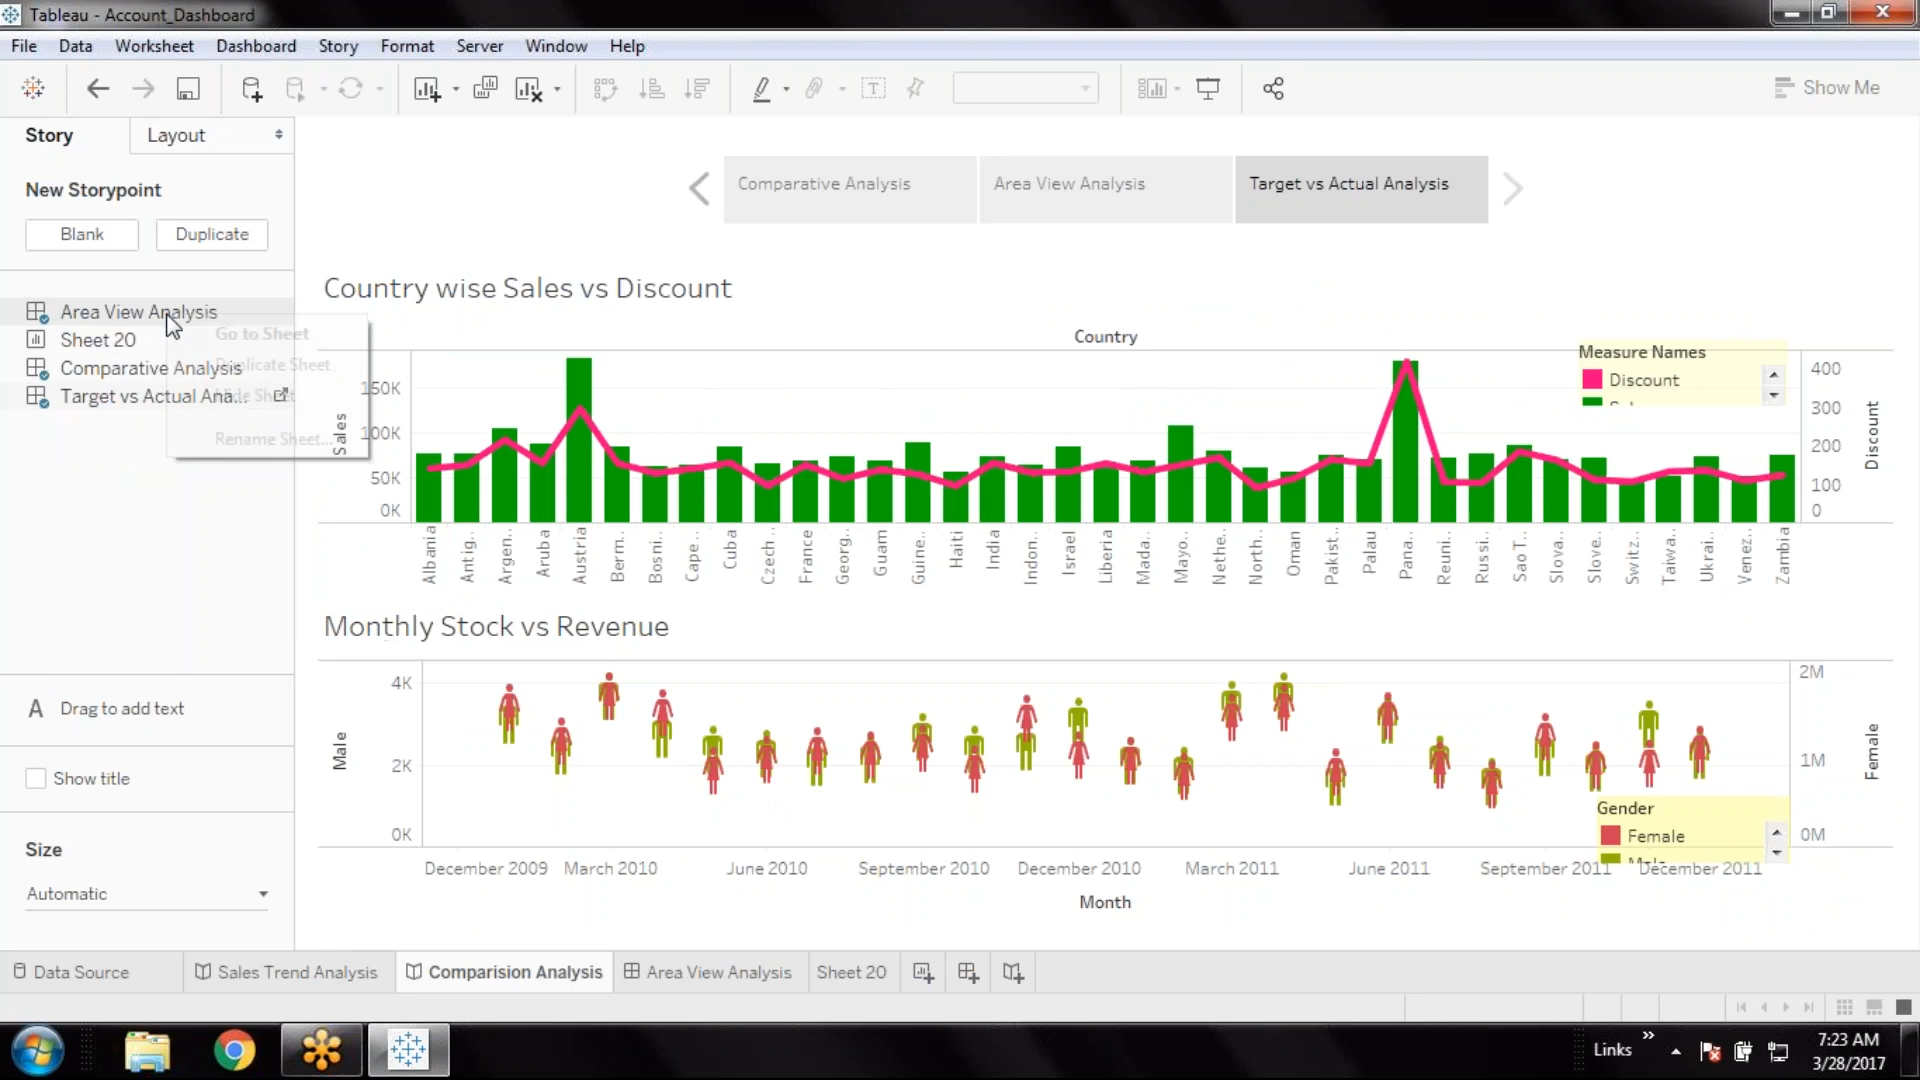 Tableau - Account_Dashboard
File Data Worksheet Dashboard Story Format Server Window Help
Show Me
Story Layout
New Storypoint
Blank Duplicate
Area View Analysis
Sheet 20
Comparative Analysis
Target vs Actual Ana...
Go to Sheet
Duplicate Sheet
Hide Sheet
Rename Sheet...
Drag to add text
Show title
Size
Automatic
Comparative Analysis Area View Analysis Target vs Actual Analysis
Country wise Sales vs Discount
Country
Measure Names
Discount
150K
100K
50K
0K
Sales
400
300
200
100
0
Discount
Albania Antig.. Argen.. Aruba Austria Berm.. Bosni.. Cape .. Cuba Czech .. France Georg.. Guam Guine.. Haiti India Indon.. Israel Liberia Mada.. Mayo.. Nethe.. North.. Oman Pakist.. Palau Pana.. Reuni.. Russi.. Sao T.. Slova.. Slove.. Switz.. Taiwa.. Ukrai.. Venez.. Zambia
Monthly Stock vs Revenue
4K
2K
0K
Male
2M
1M
0M
Female
Gender
Female
Male
December 2009 March 2010 June 2010 September 2010 December 2010 March 2011 June 2011 September 2011 December 2011
Month
Data Source Sales Trend Analysis Comparision Analysis Area View Analysis Sheet 20
Links
7:23 AM
3/28/2017